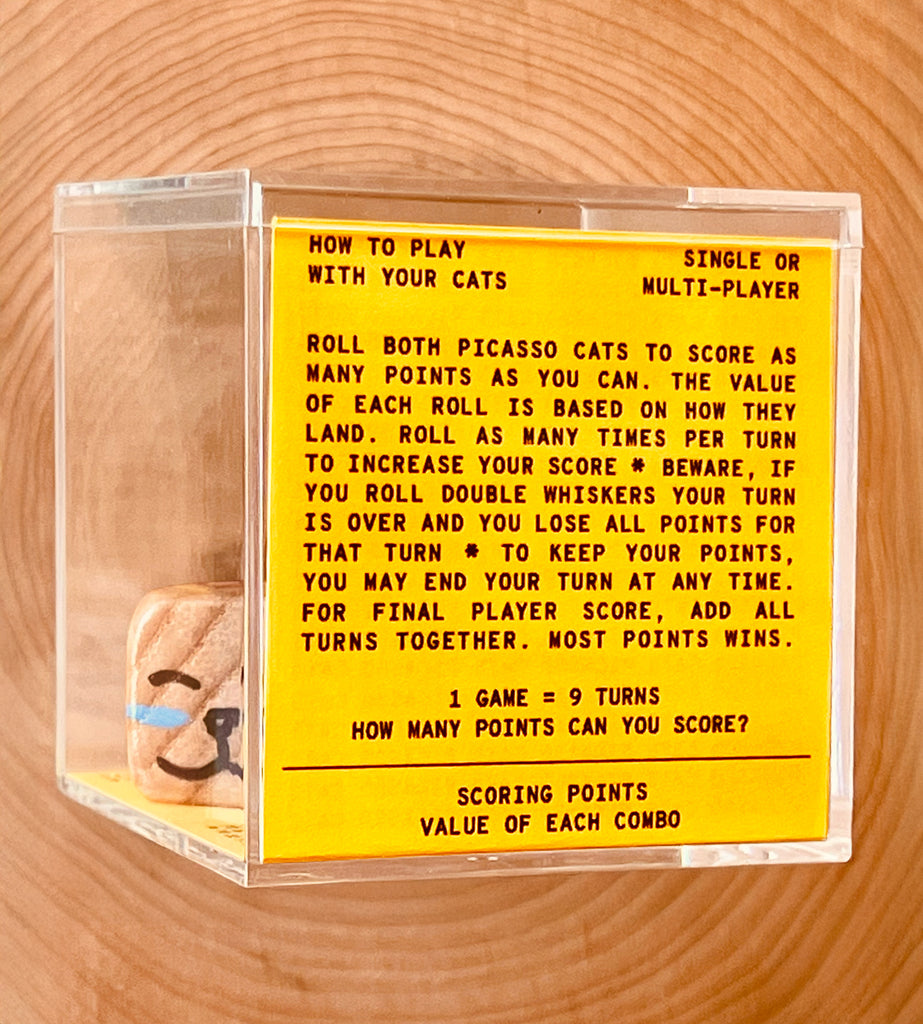 HOW TO PLAY
WITH YOUR CATS
SINGLE OR
MULTI-PLAYER
ROLL BOTH PICASSO CATS TO SCORE AS
MANY POINTS AS YOU CAN. THE VALUE
OF EACH ROLL IS BASED ON HOW THEY
LAND. ROLL AS MANY TIMES PER TURN
TO INCREASE YOUR SCORE * BEWARE, IF
YOU ROLL DOUBLE WHISKERS YOUR TURN
IS OVER AND YOU LOSE ALL POINTS FOR
THAT TURN * TO KEEP YOUR POINTS,
YOU MAY END YOUR TURN AT ANY TIME.
FOR FINAL PLAYER SCORE, ADD ALL
TURNS TOGETHER. MOST POINTS WINS.
1 GAME = 9 TURNS
HOW MANY POINTS CAN YOU SCORE?
SCORING POINTS
VALUE OF EACH COMBO